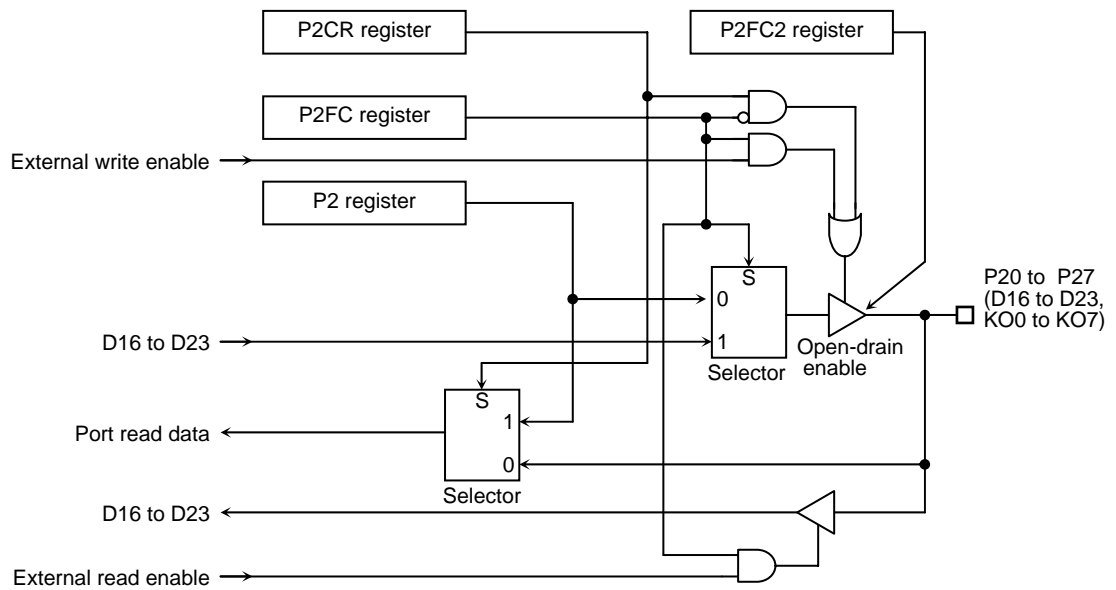 P2CR register
P2FC2 register
P2FC register
External write enable
P2 register
S
0
1
P20 to P27
(D16 to D23,
KO0 to KO7)
D16 to D23
Open-drain
enable
Selector
S
1
0
Port read data
Selector
D16 to D23
External read enable